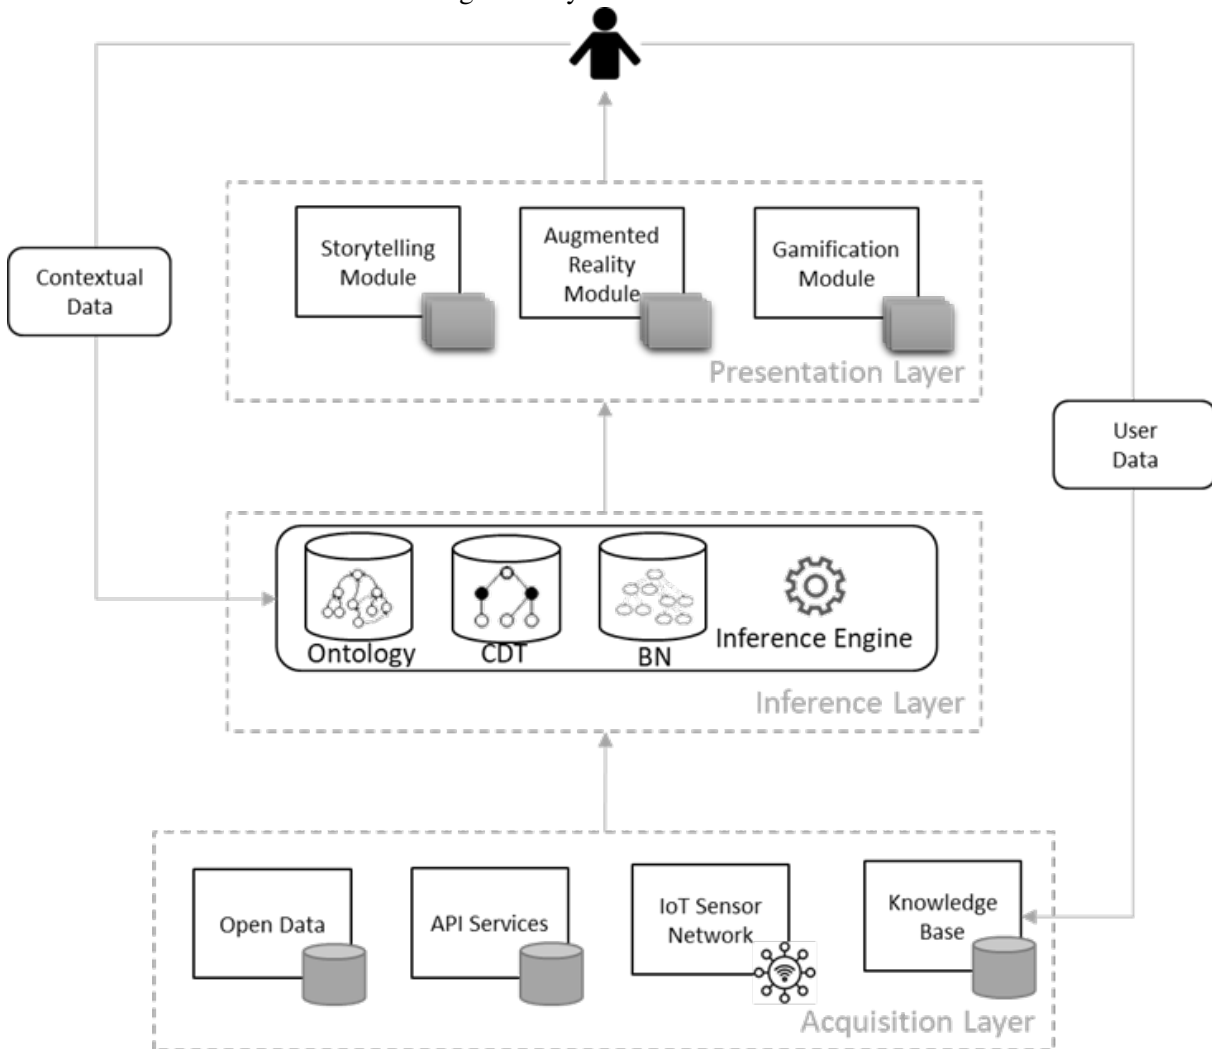 Storytelling
Module
Augmented
Reality
Module
Gamification
Module
Presentation Layer
Contextual
Data
User
Data
Ontology
CDT
BN
Inference Engine
Inference Layer
Open Data
API Services
IoT Sensor
Network
Knowledge
Base
Acquisition Layer